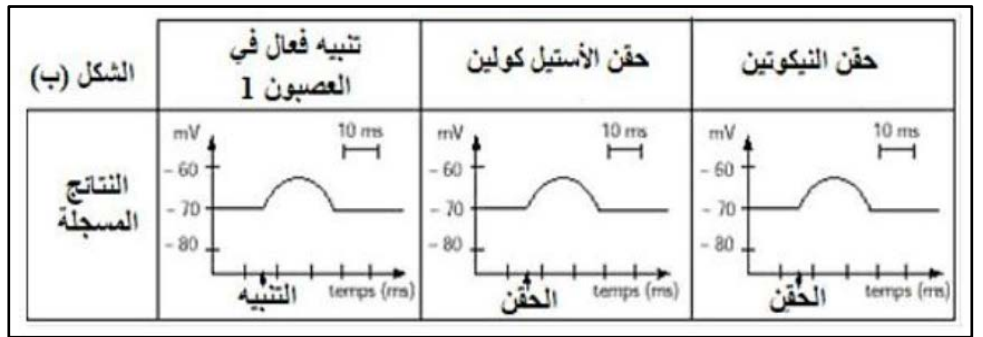 الشكل (ب)
تنبيه فعال في
العصبون 1
حقن الأستيل كولين
حقن النيكوتين
النتائج
المسجلة
mV
10 ms
- 60
- 70
- 80
التنبيه
temps (ms)
mV
10 ms
- 60
- 70
- 80
الحقن
temps (ms)
mV
10 ms
- 60
- 70
- 80
الحقن
temps (ms)